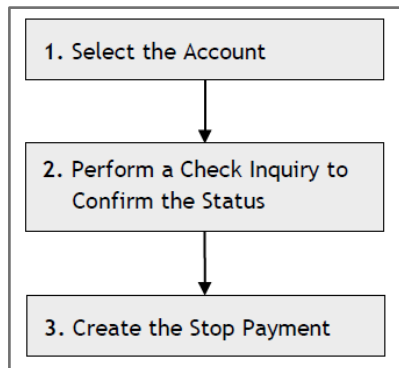 1. Select the Account
2. Perform a Check Inquiry to
Confirm the Status
3. Create the Stop Payment